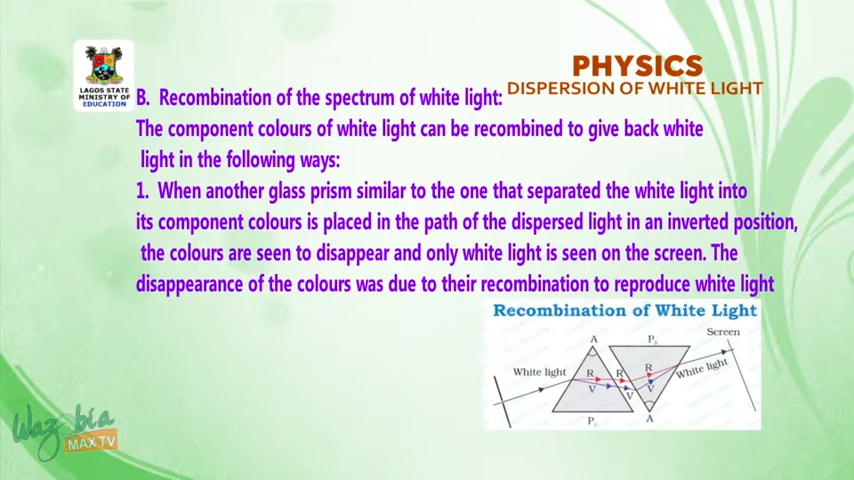 PHYSICS
DISPERSION OF WHITE LIGHT
LAGOS STATE
MINISTRY OF
EDUCATION
B. Recombination of the spectrum of white light:
The component colours of white light can be recombined to give back white
light in the following ways:
1. When another glass prism similar to the one that separated the white light into
its component colours is placed in the path of the dispersed light in an inverted position,
the colours are seen to disappear and only white light is seen on the screen. The
disappearance of the colours was due to their recombination to reproduce white light
Recombination of White Light
Screen
A
P₂
White light
R
R
R
White light
V
V
V
P₁
A
Wazobia
MAX TV